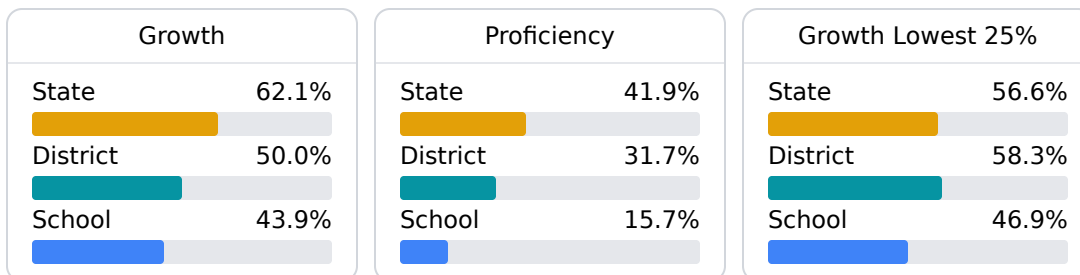 Growth
State 62.1%
District 50.0%
School 43.9%
Proficiency
State 41.9%
District 31.7%
School 15.7%
Growth Lowest 25%
State 56.6%
District 58.3%
School 46.9%